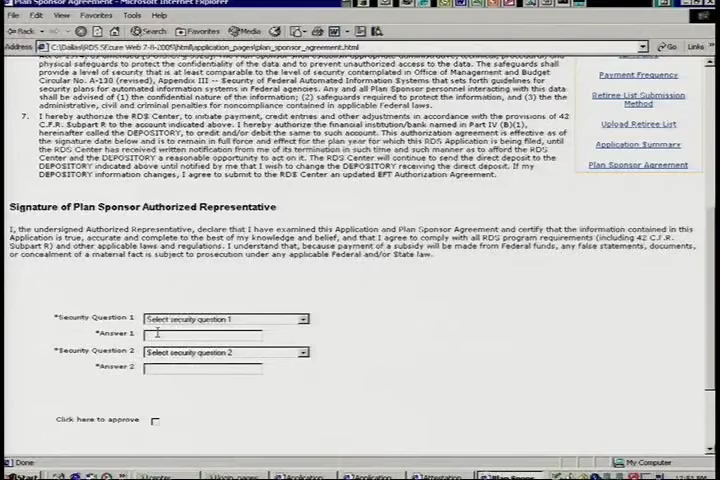 Plan Sponsor Agreement - Microsoft Internet Explorer
File Edit View Favorites Tools Help
Back Search Favorites Media
Address C:\Dallas\RDS SEcure Web 7-8-2005\html\application_pages\plan_sponsor_agreement.html Go Links
physical safeguards to protect the confidentiality of the data and to prevent unauthorized access to the data. The safeguards shall
provide a level of security that is at least comparable to the level of security contemplated in Office of Management and Budget
Circular No. A-130 (revised), Appendix III -- Security of Federal Automated Information Systems that sets forth guidelines for
security plans for automated information systems in Federal agencies. Any and all Plan Sponsor personnel interacting with this data
shall be advised of (1) the confidential nature of the information; (2) safeguards required to protect the information, and (3) the
administrative, civil and criminal penalties for noncompliance contained in applicable Federal laws.
Payment Frequency
Retiree List Submission
Method
Upload Retiree List
Application Summary
Plan Sponsor Agreement
7. I hereby authorize the RDS Center, to initiate payment, credit entries and other adjustments in accordance with the provisions of 42
C.F.R. Subpart R to the account above. I hereby authorize the financial institution/bank named in Part IV (B)(1),
hereinafter called the DEPOSITORY, to credit and/or debit the same to such account. This authorization agreement is effective as of
the signature date below and is to remain in full force and effect for the plan year for which this RDS Application is being filed, until
the RDS Center has received written notification from me of its termination in such time and such manner as to afford the RDS
Center and the DEPOSITORY a reasonable opportunity to act on it. The RDS Center will continue to send the direct deposit to the
DEPOSITORY indicated above until notified by me that I wish to change the DEPOSITORY receiving the direct deposit. If my
DEPOSITORY information changes, I agree to submit to the RDS Center an updated EFT Authorization Agreement.
Signature of Plan Sponsor Authorized Representative
I, the undersigned Authorized Representative, declare that I have examined this Application and Plan Sponsor Agreement and certify that the information contained in this
Application is true, accurate and complete to the best of my knowledge and belief, and that I agree to comply with all RDS program requirements (including 42 C.F.R.
Subpart R) and other applicable laws and regulations. I understand that, because payment of a subsidy will be made from Federal funds, any false statements, documents,
or concealment of a material fact is subject to prosecution under any applicable Federal and/or State law.
*Security Question 1 Select security question 1
*Answer 1
*Security Question 2 Select security question 2
*Answer 2
Click here to approve
Done My Computer
Start center login_pages Application Application Attestation Plan Spons